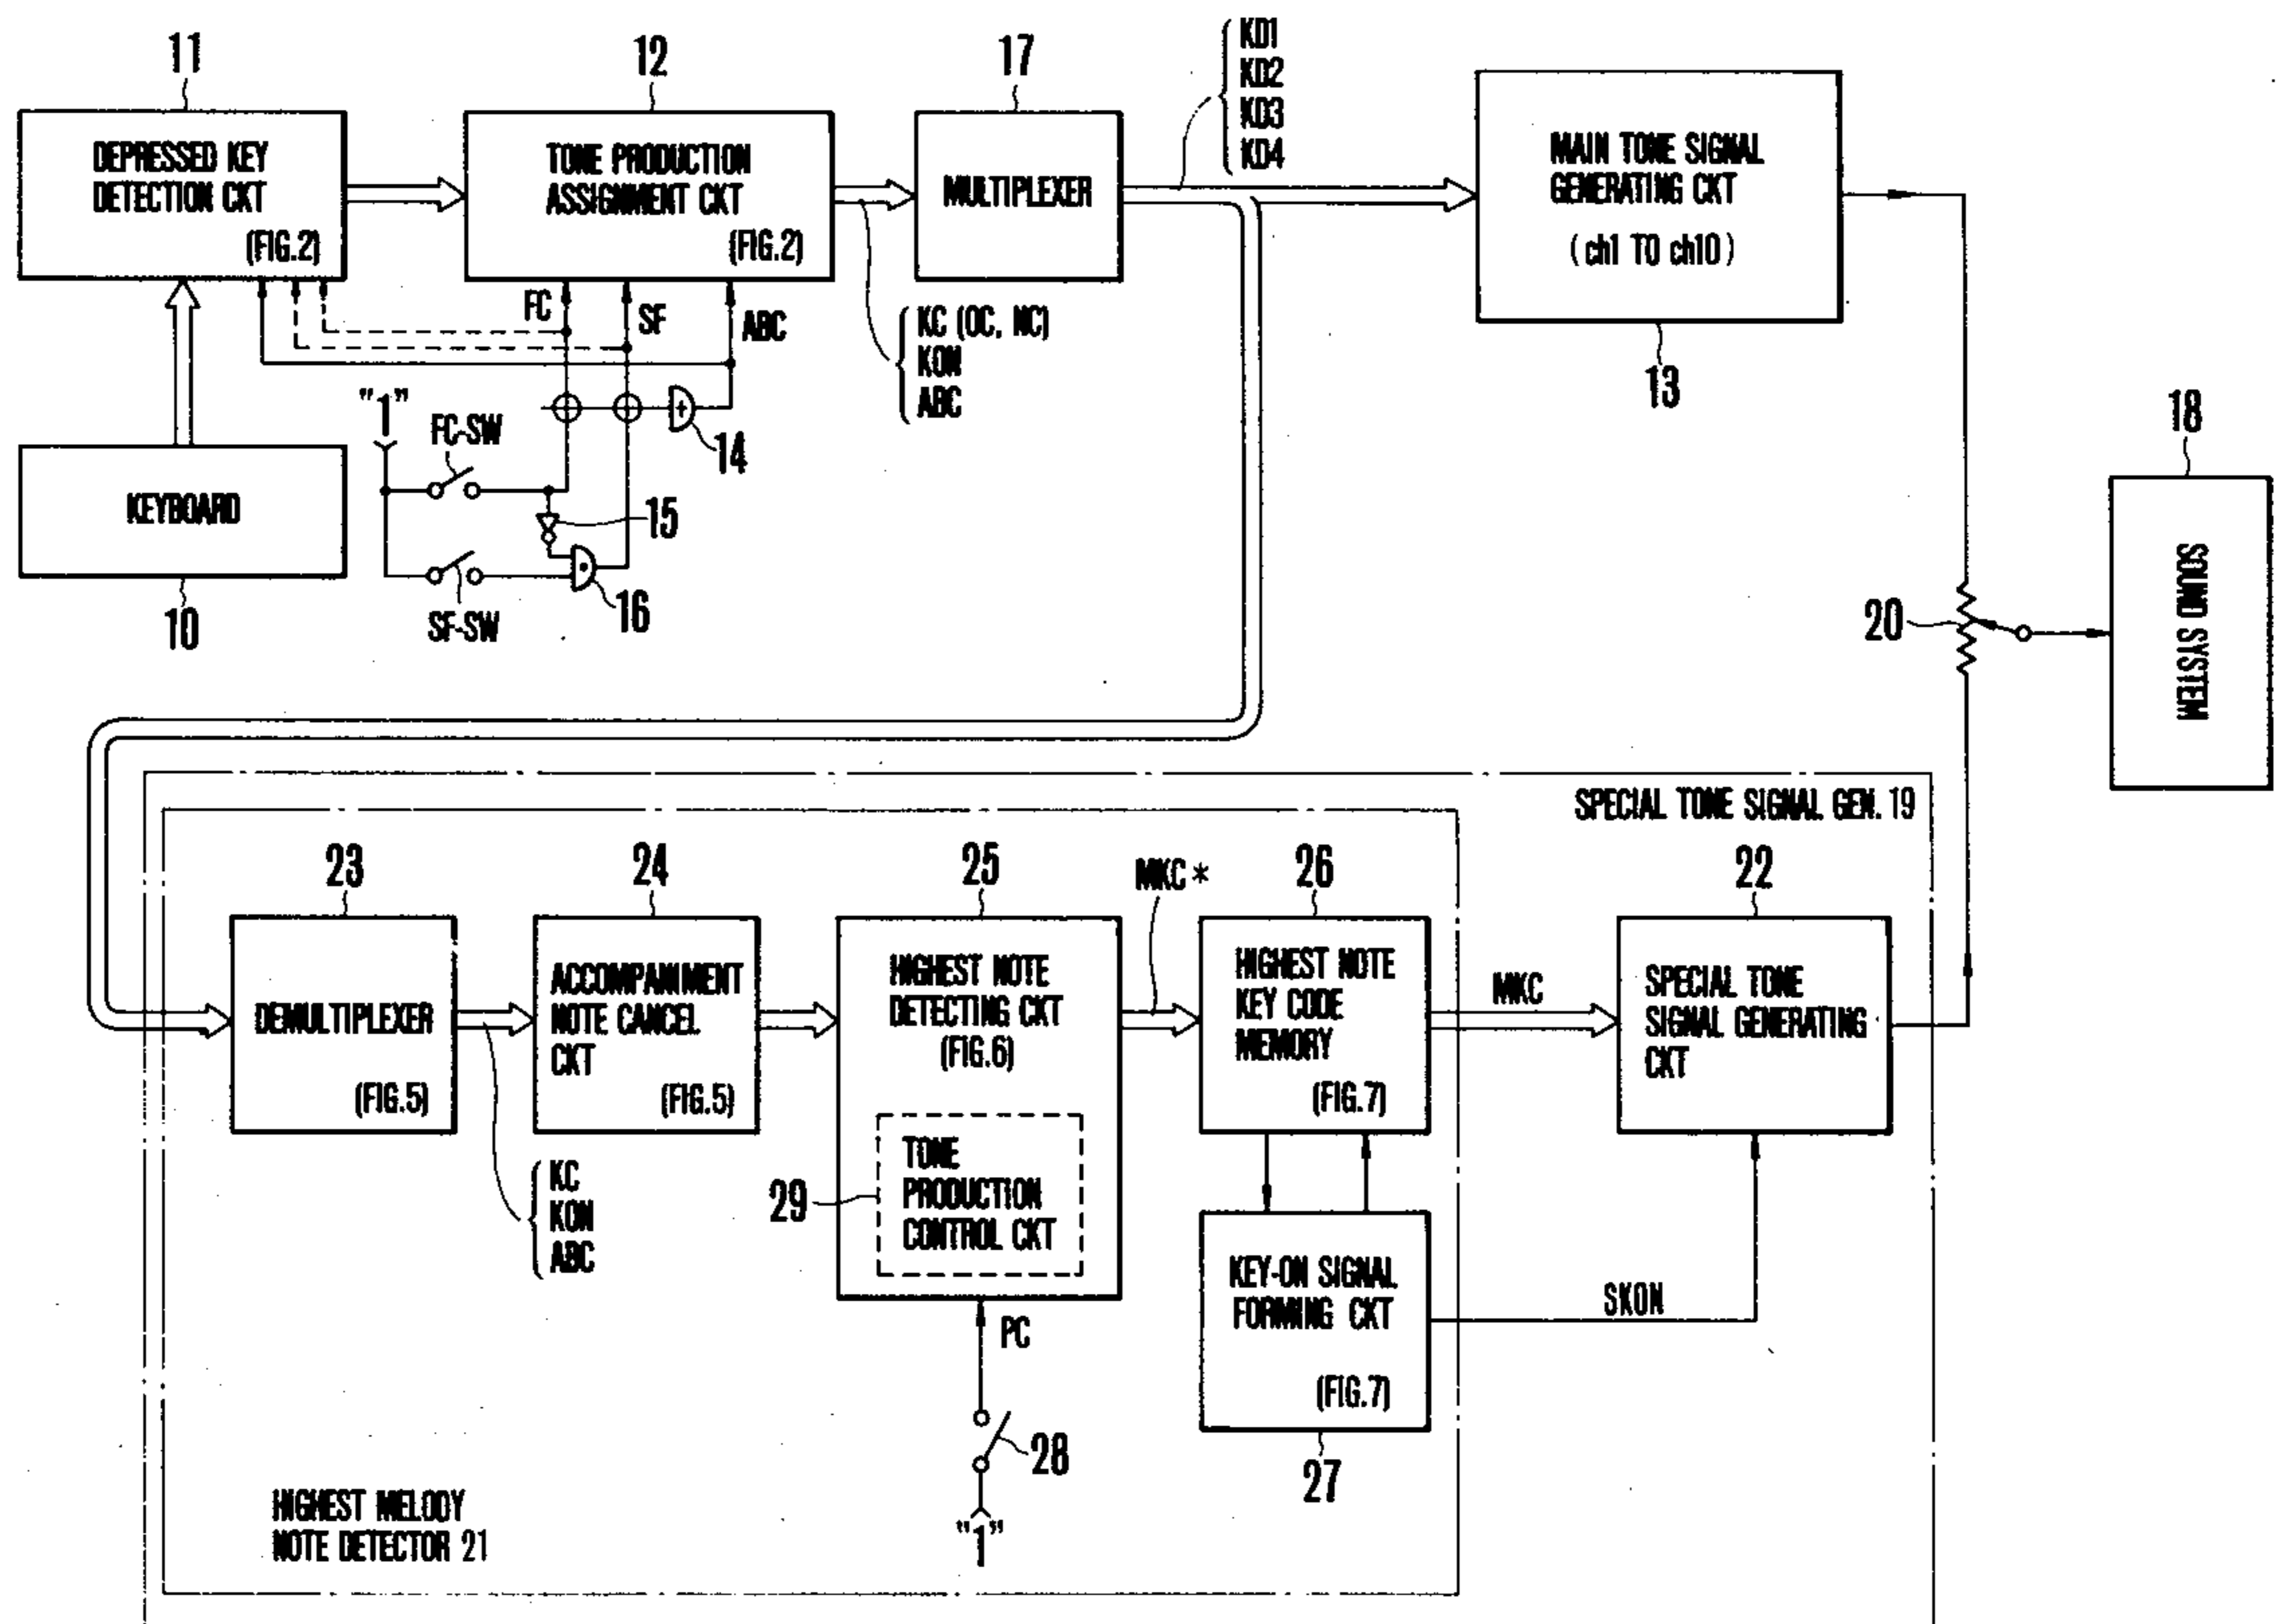 11
12
17
KD1
KD2
KD3
KD4
DEPRESSED KEY
DETECTION CKT
(FIG.2)
TONE PRODUCTION
ASSIGNMENT CKT
(FIG.2)
MULTIPLEXER
MAIN TONE SIGNAL
GENERATING CKT
(ch1 TO ch10)
13
FC
SF
ABC
KC (OC, NC)
KON
ABC
"1"
FC-SW
14
KEYBOARD
15
SF-SW
16
10
18
SOUND SYSTEM
20
SPECIAL TONE SIGNAL GEN. 19
23
24
25
MKC *
26
22
DEMULTIPLEXER
(FIG.5)
ACCOMPANIMENT
NOTE CANCEL
CKT
(FIG.5)
HIGHEST NOTE
DETECTING CKT
(FIG.6)
HIGHEST NOTE
KEY CODE
MEMORY
(FIG.7)
MKC
SPECIAL TONE
SIGNAL GENERATING
CKT
KC
KON
ABC
29
TONE
PRODUCTION
CONTROL CKT
KEY-ON SIGNAL
FORMING CKT
(FIG.7)
SKON
PC
28
27
"1"
HIGHEST MELODY
NOTE DETECTOR 21